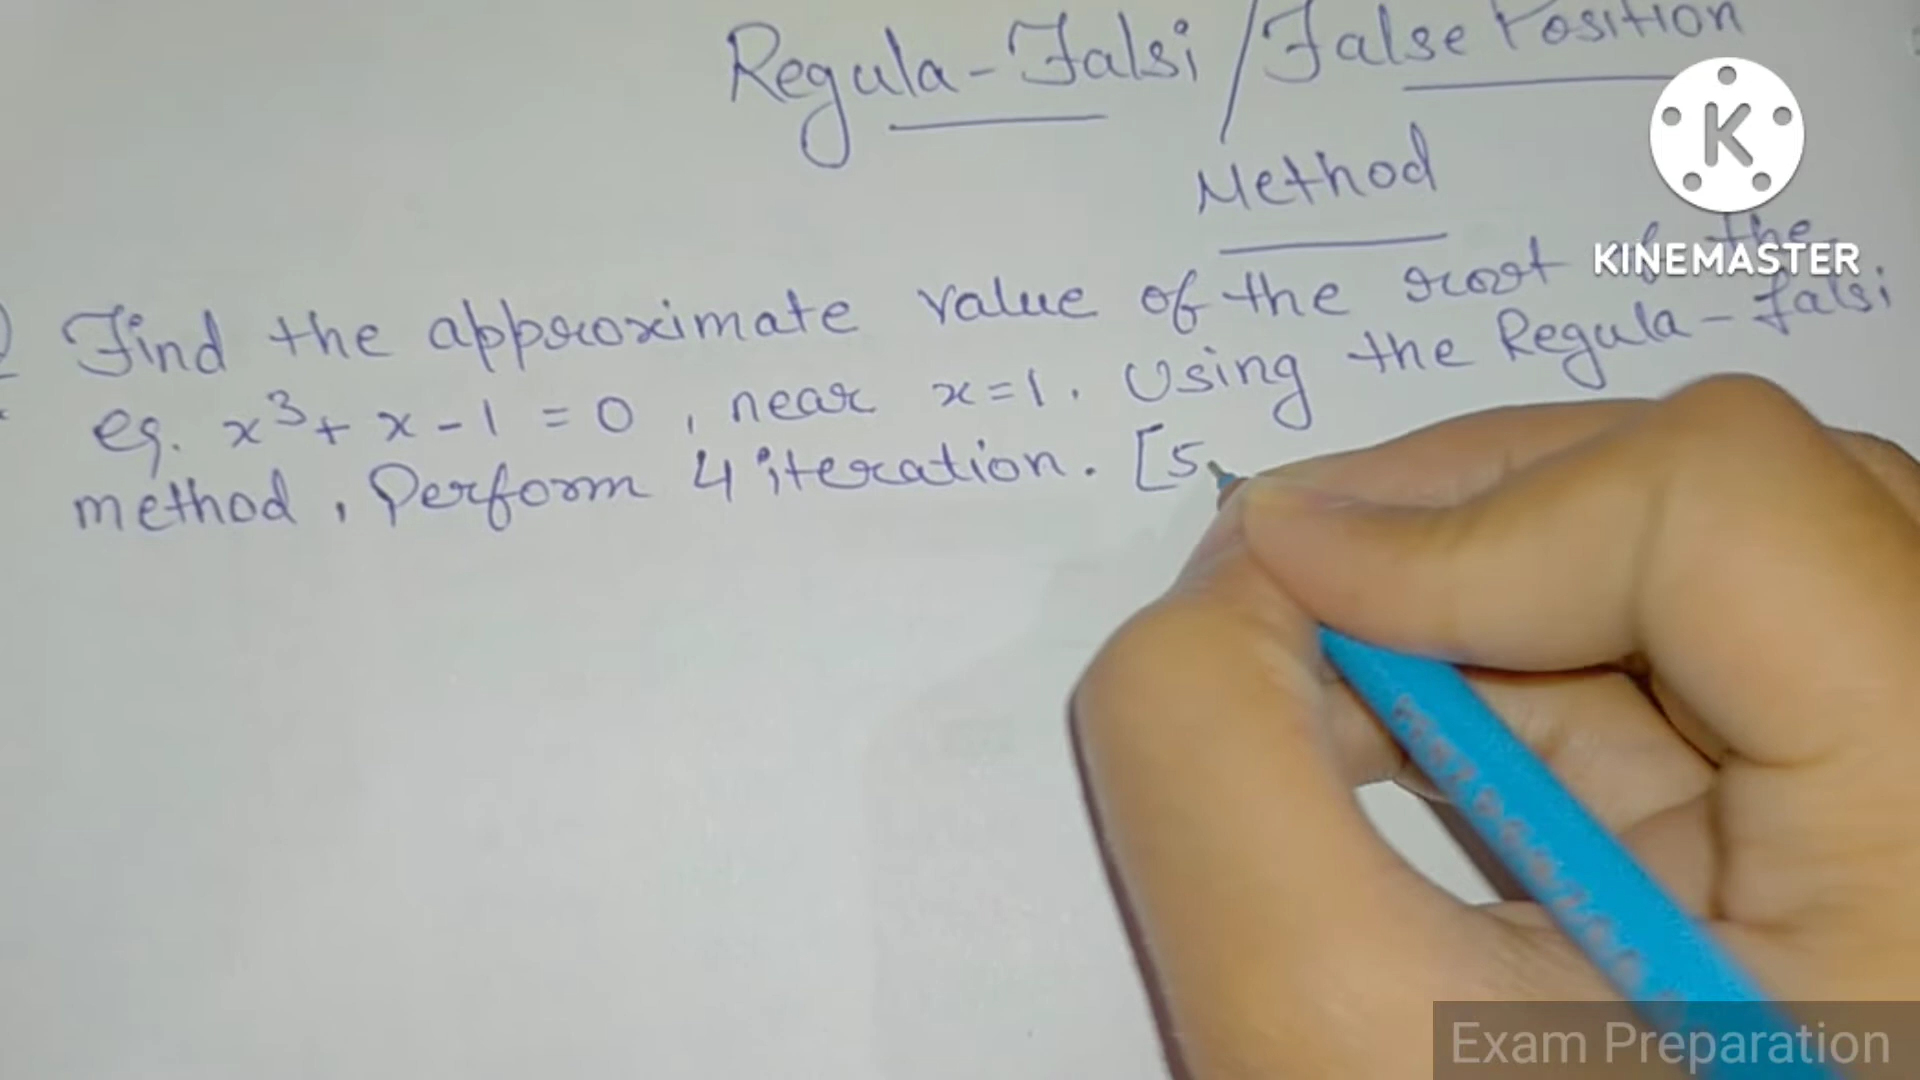 Regula-Falsi/False Position
Method
KINEMASTER
Find the approximate value of the root of the
eq. x³ + x - 1 = 0, near x = 1. Using the Regula-falsi
method, Perform 4 iteration. [5
Exam Preparation